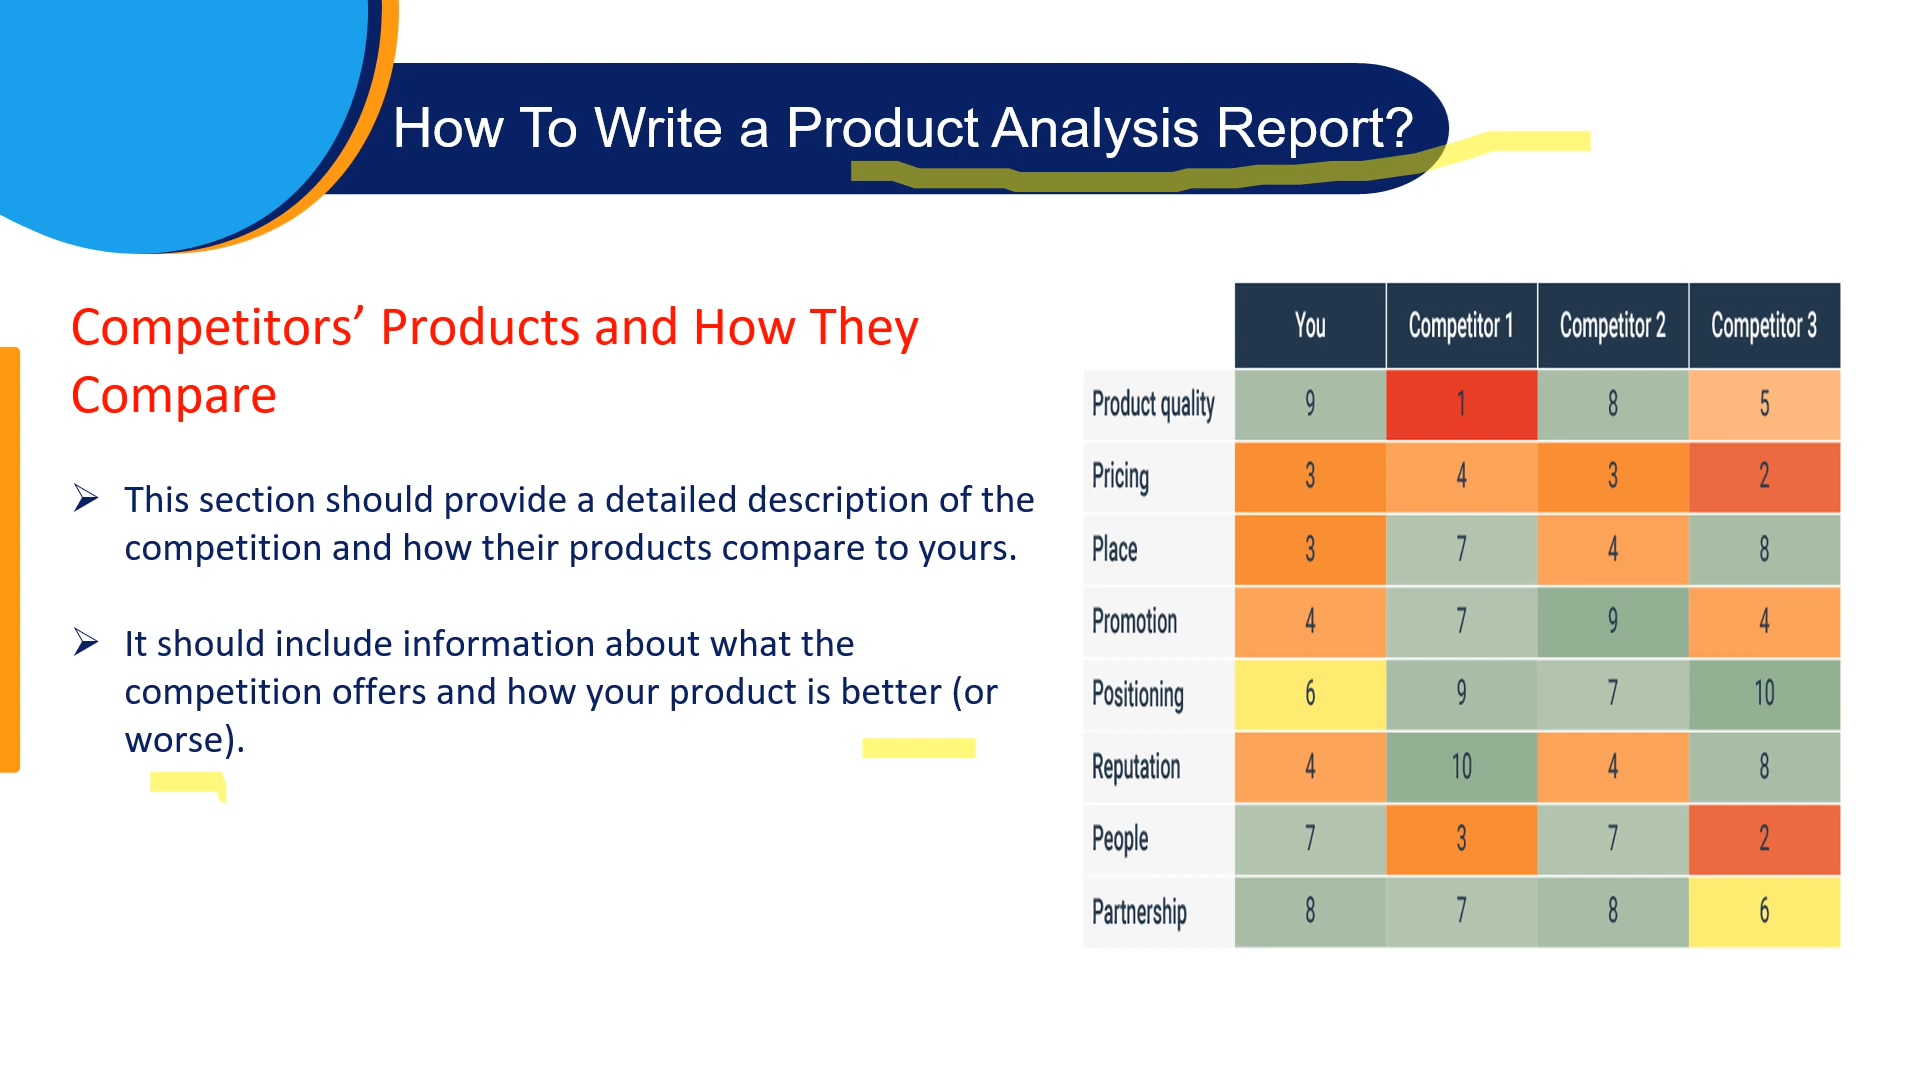 How To Write a Product Analysis Report?
Competitors’ Products and How They
Compare
➢ This section should provide a detailed description of the
competition and how their products compare to yours.
➢ It should include information about what the
competition offers and how your product is better (or
worse).
You Competitor 1 Competitor 2 Competitor 3
Product quality 9 1 8 5
Pricing 3 4 3 2
Place 3 7 4 8
Promotion 4 7 9 4
Positioning 6 9 7 10
Reputation 4 10 4 8
People 7 3 7 2
Partnership 8 7 8 6